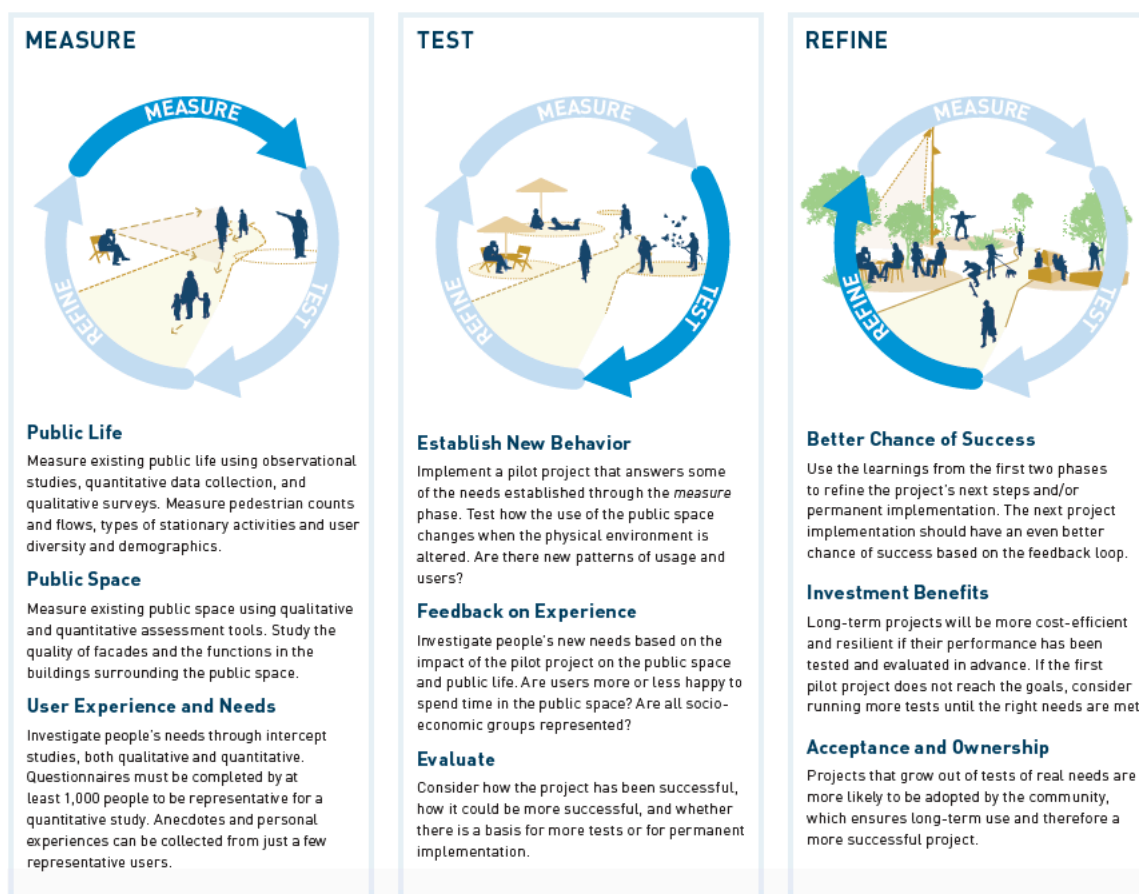 MEASURE
MEASURE
TEST
REFINE
Public Life
Measure existing public life using observational
studies, quantitative data collection, and
qualitative surveys. Measure pedestrian counts
and flows, types of stationary activities and user
diversity and demographics.
Public Space
Measure existing public space using qualitative
and quantitative assessment tools. Study the
quality of facades and the functions in the
buildings surrounding the public space.
User Experience and Needs
Investigate people's needs through intercept
studies, both qualitative and quantitative.
Questionnaires must be completed by at
least 1,000 people to be representative for a
quantitative study. Anecdotes and personal
experiences can be collected from just a few
representative users.
TEST
MEASURE
TEST
REFINE
Establish New Behavior
Implement a pilot project that answers some
of the needs established through the measure
phase. Test how the use of the public space
changes when the physical environment is
altered. Are there new patterns of usage and
users?
Feedback on Experience
Investigate people's new needs based on the
impact of the pilot project on the public space
and public life. Are users more or less happy to
spend time in the public space? Are all socio-
economic groups represented?
Evaluate
Consider how the project has been successful,
how it could be more successful, and whether
there is a basis for more tests or for permanent
implementation.
REFINE
MEASURE
TEST
REFINE
Better Chance of Success
Use the learnings from the first two phases
to refine the project's next steps and/or
permanent implementation. The next project
implementation should have an even better
chance of success based on the feedback loop.
Investment Benefits
Long-term projects will be more cost-efficient
and resilient if their performance has been
tested and evaluated in advance. If the first
pilot project does not reach the goals, consider
running more tests until the right needs are met
Acceptance and Ownership
Projects that grow out of tests of real needs are
more likely to be adopted by the community,
which ensures long-term use and therefore a
more successful project.